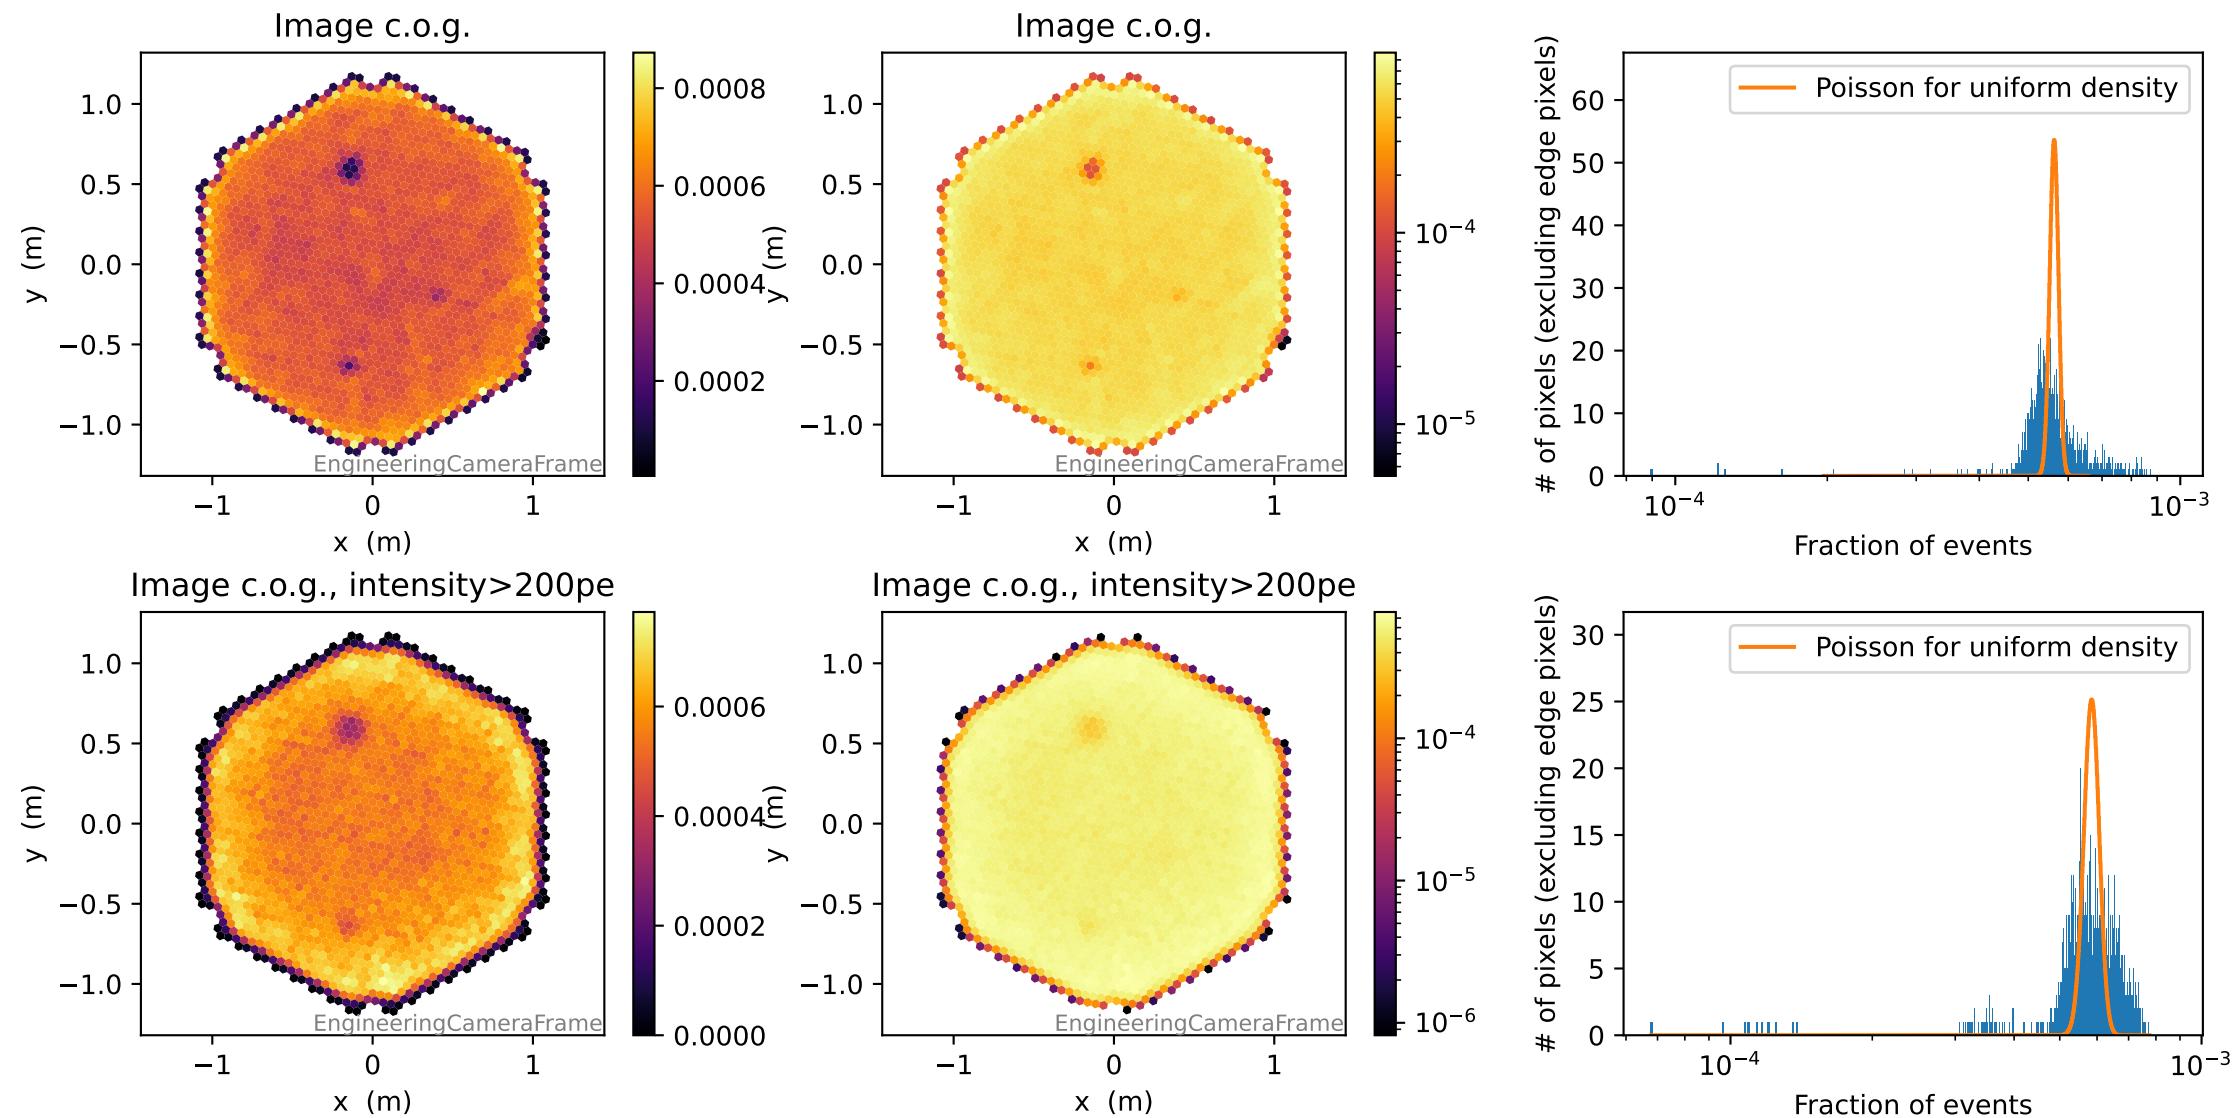 Image c.o.g.
1.0
0.5
0.0
−0.5
−1.0
y (m)
−1
0
1
x (m)
EngineeringCameraFrame
0.0008
0.0006
0.0004
0.0002
Image c.o.g.
1.0
0.5
0.0
−0.5
−1.0
y (m)
−1
0
1
x (m)
EngineeringCameraFrame
10⁻⁴
10⁻⁵
# of pixels (excluding edge pixels)
60
50
40
30
20
10
0
Poisson for uniform density
10⁻⁴
10⁻³
Fraction of events
Image c.o.g., intensity>200pe
1.0
0.5
0.0
−0.5
−1.0
y (m)
−1
0
1
x (m)
EngineeringCameraFrame
0.0006
0.0004
0.0002
0.0000
Image c.o.g., intensity>200pe
1.0
0.5
0.0
−0.5
−1.0
y (m)
−1
0
1
x (m)
EngineeringCameraFrame
10⁻⁴
10⁻⁵
10⁻⁶
# of pixels (excluding edge pixels)
30
25
20
15
10
5
0
Poisson for uniform density
10⁻⁴
10⁻³
Fraction of events